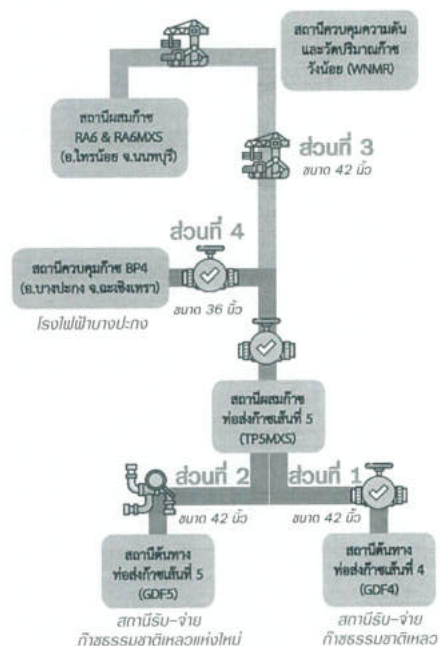 สถานีควบคุมความดัน
และวัดปริมาณก๊าซ
วังน้อย (WNMR)
สถานีผสมก๊าซ
RA6 & RA6MXS
(อ.ไทรน้อย จ.นนทบุรี)
ส่วนที่ 3
ขนาด 42 นิ้ว
ส่วนที่ 4
สถานีควบคุมก๊าซ BP4
(อ.บางปะกง จ.ฉะเชิงเทรา)
โรงไฟฟ้าบางปะกง
ขนาด 36 นิ้ว
สถานีผสมก๊าซ
ท่อส่งก๊าซเส้นที่ 5
(TP5MXS)
ส่วนที่ 2
ส่วนที่ 1
ขนาด 42 นิ้ว
ขนาด 42 นิ้ว
สถานีต้นทาง
ท่อส่งก๊าซเส้นที่ 5
(GDF5)
สถานีต้นทาง
ท่อส่งก๊าซเส้นที่ 4
(GDF4)
สถานีรับ-จ่าย
ก๊าซธรรมชาติเหลวแห่งใหม่
สถานีรับ-จ่าย
ก๊าซธรรมชาติเหลว